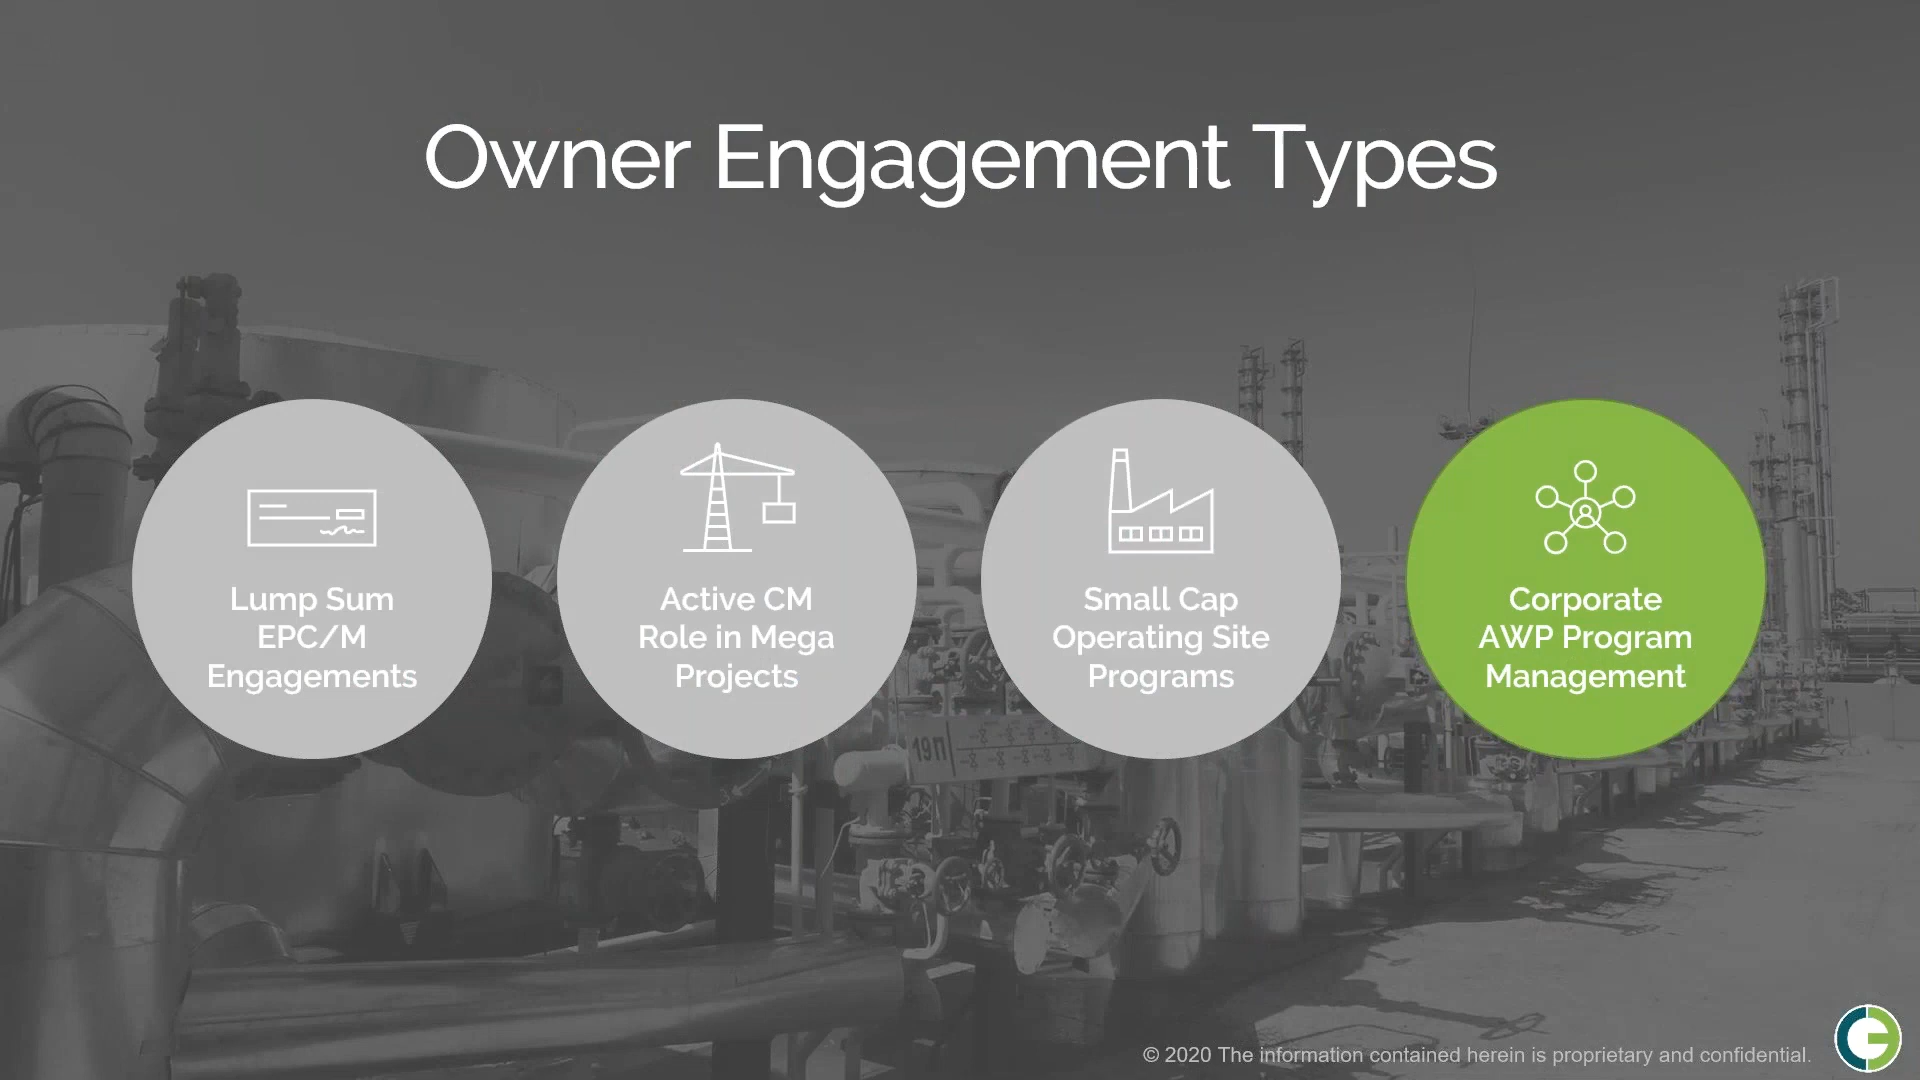 Owner Engagement Types
Lump Sum
EPC/M
Engagements
Active CM
Role in Mega
Projects
Small Cap
Operating Site
Programs
Corporate
AWP Program
Management
19П
© 2020 The information contained herein is proprietary and confidential.